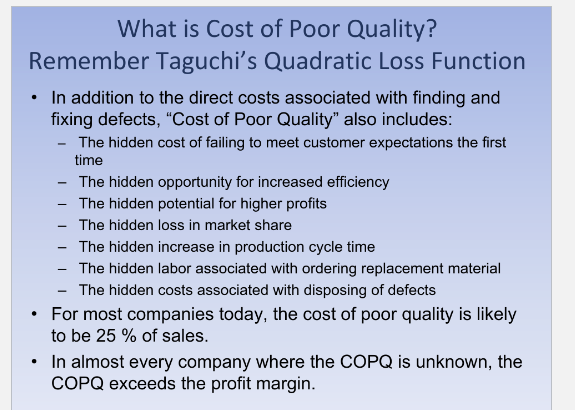 What is Cost of Poor Quality?
Remember Taguchi’s Quadratic Loss Function
• In addition to the direct costs associated with finding and
fixing defects, “Cost of Poor Quality” also includes:
– The hidden cost of failing to meet customer expectations the first
time
– The hidden opportunity for increased efficiency
– The hidden potential for higher profits
– The hidden loss in market share
– The hidden increase in production cycle time
– The hidden labor associated with ordering replacement material
– The hidden costs associated with disposing of defects
• For most companies today, the cost of poor quality is likely
to be 25 % of sales.
• In almost every company where the COPQ is unknown, the
COPQ exceeds the profit margin.